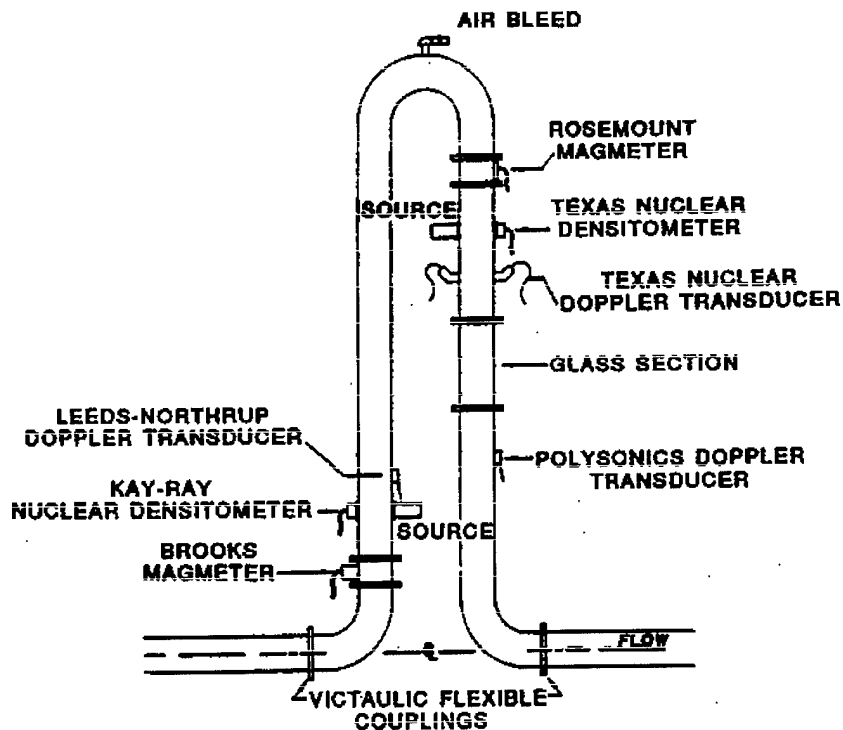 AIR BLEED
ROSEMOUNT
MAGMETER
SOURCE
TEXAS NUCLEAR
DENSITOMETER
TEXAS NUCLEAR
DOPPLER TRANSDUCER
GLASS SECTION
LEEDS-NORTHRUP
DOPPLER TRANSDUCER
POLYSONICS DOPPLER
TRANSDUCER
KAY-RAY
NUCLEAR DENSITOMETER
SOURCE
BROOKS
MAGMETER
FLOW
VICTAULIC FLEXIBLE
COUPLINGS